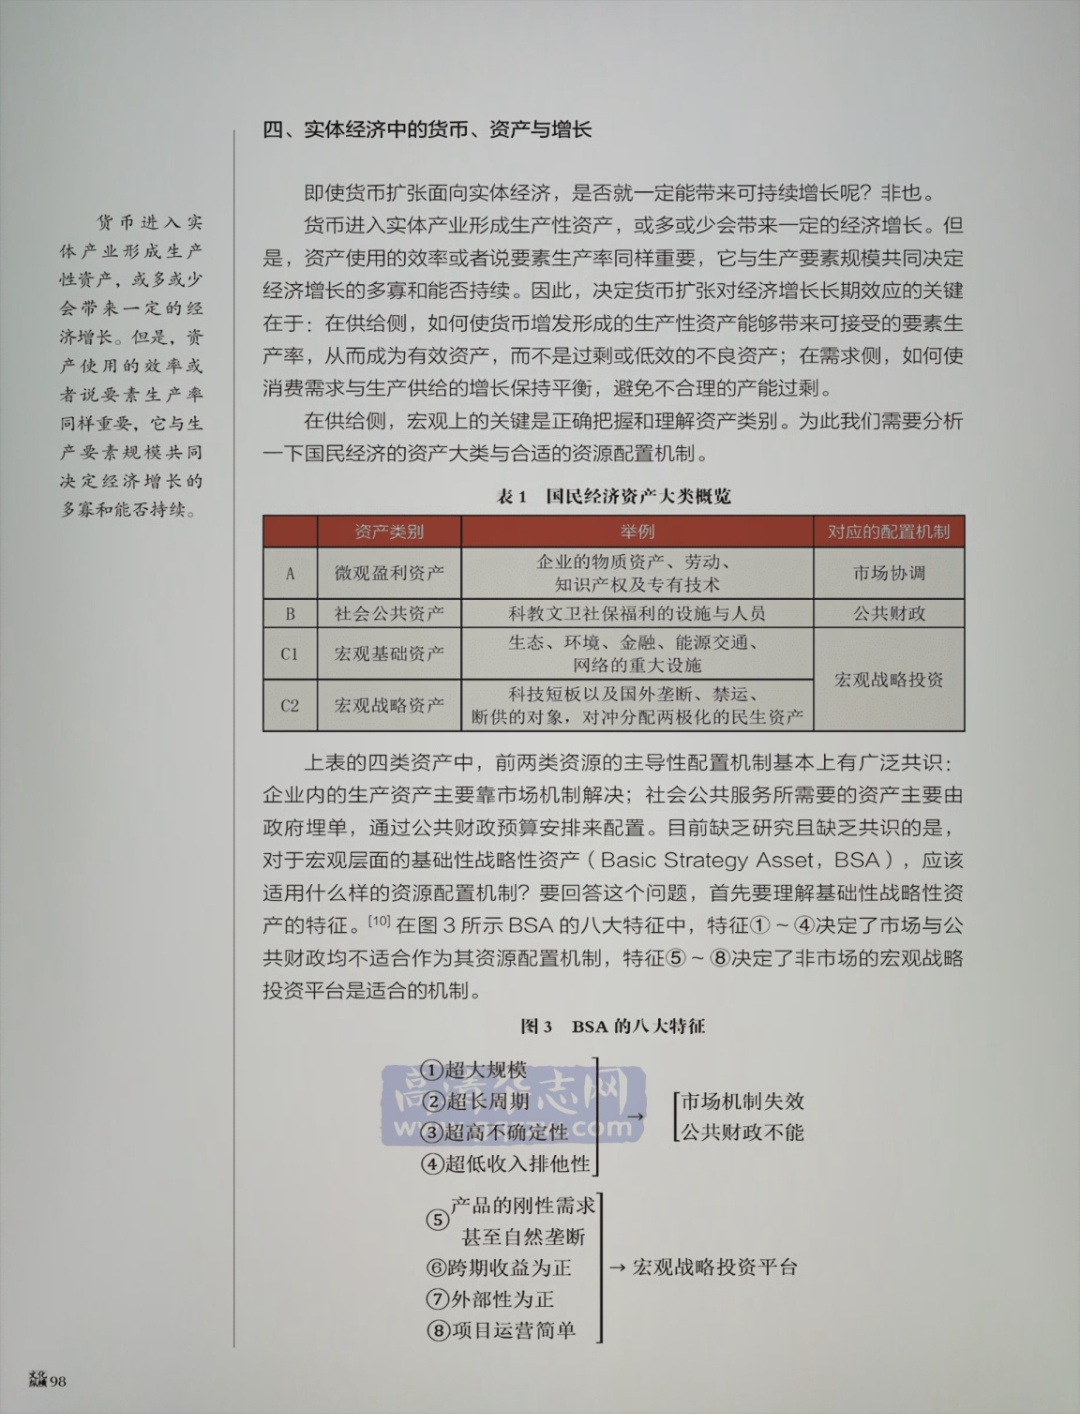 四、实体经济中的货币、资产与增长
即使货币扩张面向实体经济，是否就一定能带来可持续增长呢？非也。
货币进入实体产业形成生产性资产，或多或少会带来一定的经济增长。但
是，资产使用的效率或者说要素生产率同样重要，它与生产要素规模共同决定
经济增长的多寡和能否持续。因此，决定货币扩张对经济增长长期效应的关键
在于：在供给侧，如何使货币增发形成的生产性资产能够带来可接受的要素生
产率，从而成为有效资产，而不是过剩或低效的不良资产；在需求侧，如何使
消费需求与生产供给的增长保持平衡，避免不合理的产能过剩。
在供给侧，宏观上的关键是正确把握和理解资产类别。为此我们需要分析
一下国民经济的资产大类与合适的资源配置机制。
货币进入实
体产业形成生产
性资产，或多或少
会带来一定的经
济增长。但是，资
产使用的效率或
者说要素生产率
同样重要，它与生
产要素规模共同
决定经济增长的
多寡和能否持续。
表1 国民经济资产大类概览
资产类别 举例 对应的配置机制
A 微观盈利资产 企业的物质资产、劳动、
知识产权及专有技术 市场协调
B 社会公共资产 科教文卫社保福利的设施与人员 公共财政
C1 宏观基础资产 生态、环境、金融、能源交通、
网络的重大设施
宏观战略投资
C2 宏观战略资产 科技短板以及国外垄断、禁运、
断供的对象，对冲分配两极化的民生资产
上表的四类资产中，前两类资源的主导性配置机制基本上有广泛共识：
企业内的生产资产主要靠市场机制解决；社会公共服务所需要的资产主要由
政府埋单，通过公共财政预算安排来配置。目前缺乏研究且缺乏共识的是，
对于宏观层面的基础性战略性资产（Basic Strategy Asset，BSA），应该
适用什么样的资源配置机制？要回答这个问题，首先要理解基础性战略性资
产的特征。[10] 在图 3 所示 BSA 的八大特征中，特征①～④决定了市场与公
共财政均不适合作为其资源配置机制，特征⑤～⑧决定了非市场的宏观战略
投资平台是适合的机制。
图3 BSA 的八大特征
①超大规模
②超长周期
③超高不确定性
④超低收入排他性
→
市场机制失效
公共财政不能
⑤产品的刚性需求
甚至自然垄断
⑥跨期收益为正
⑦外部性为正
⑧项目运营简单
→ 宏观战略投资平台
文化纵横 98